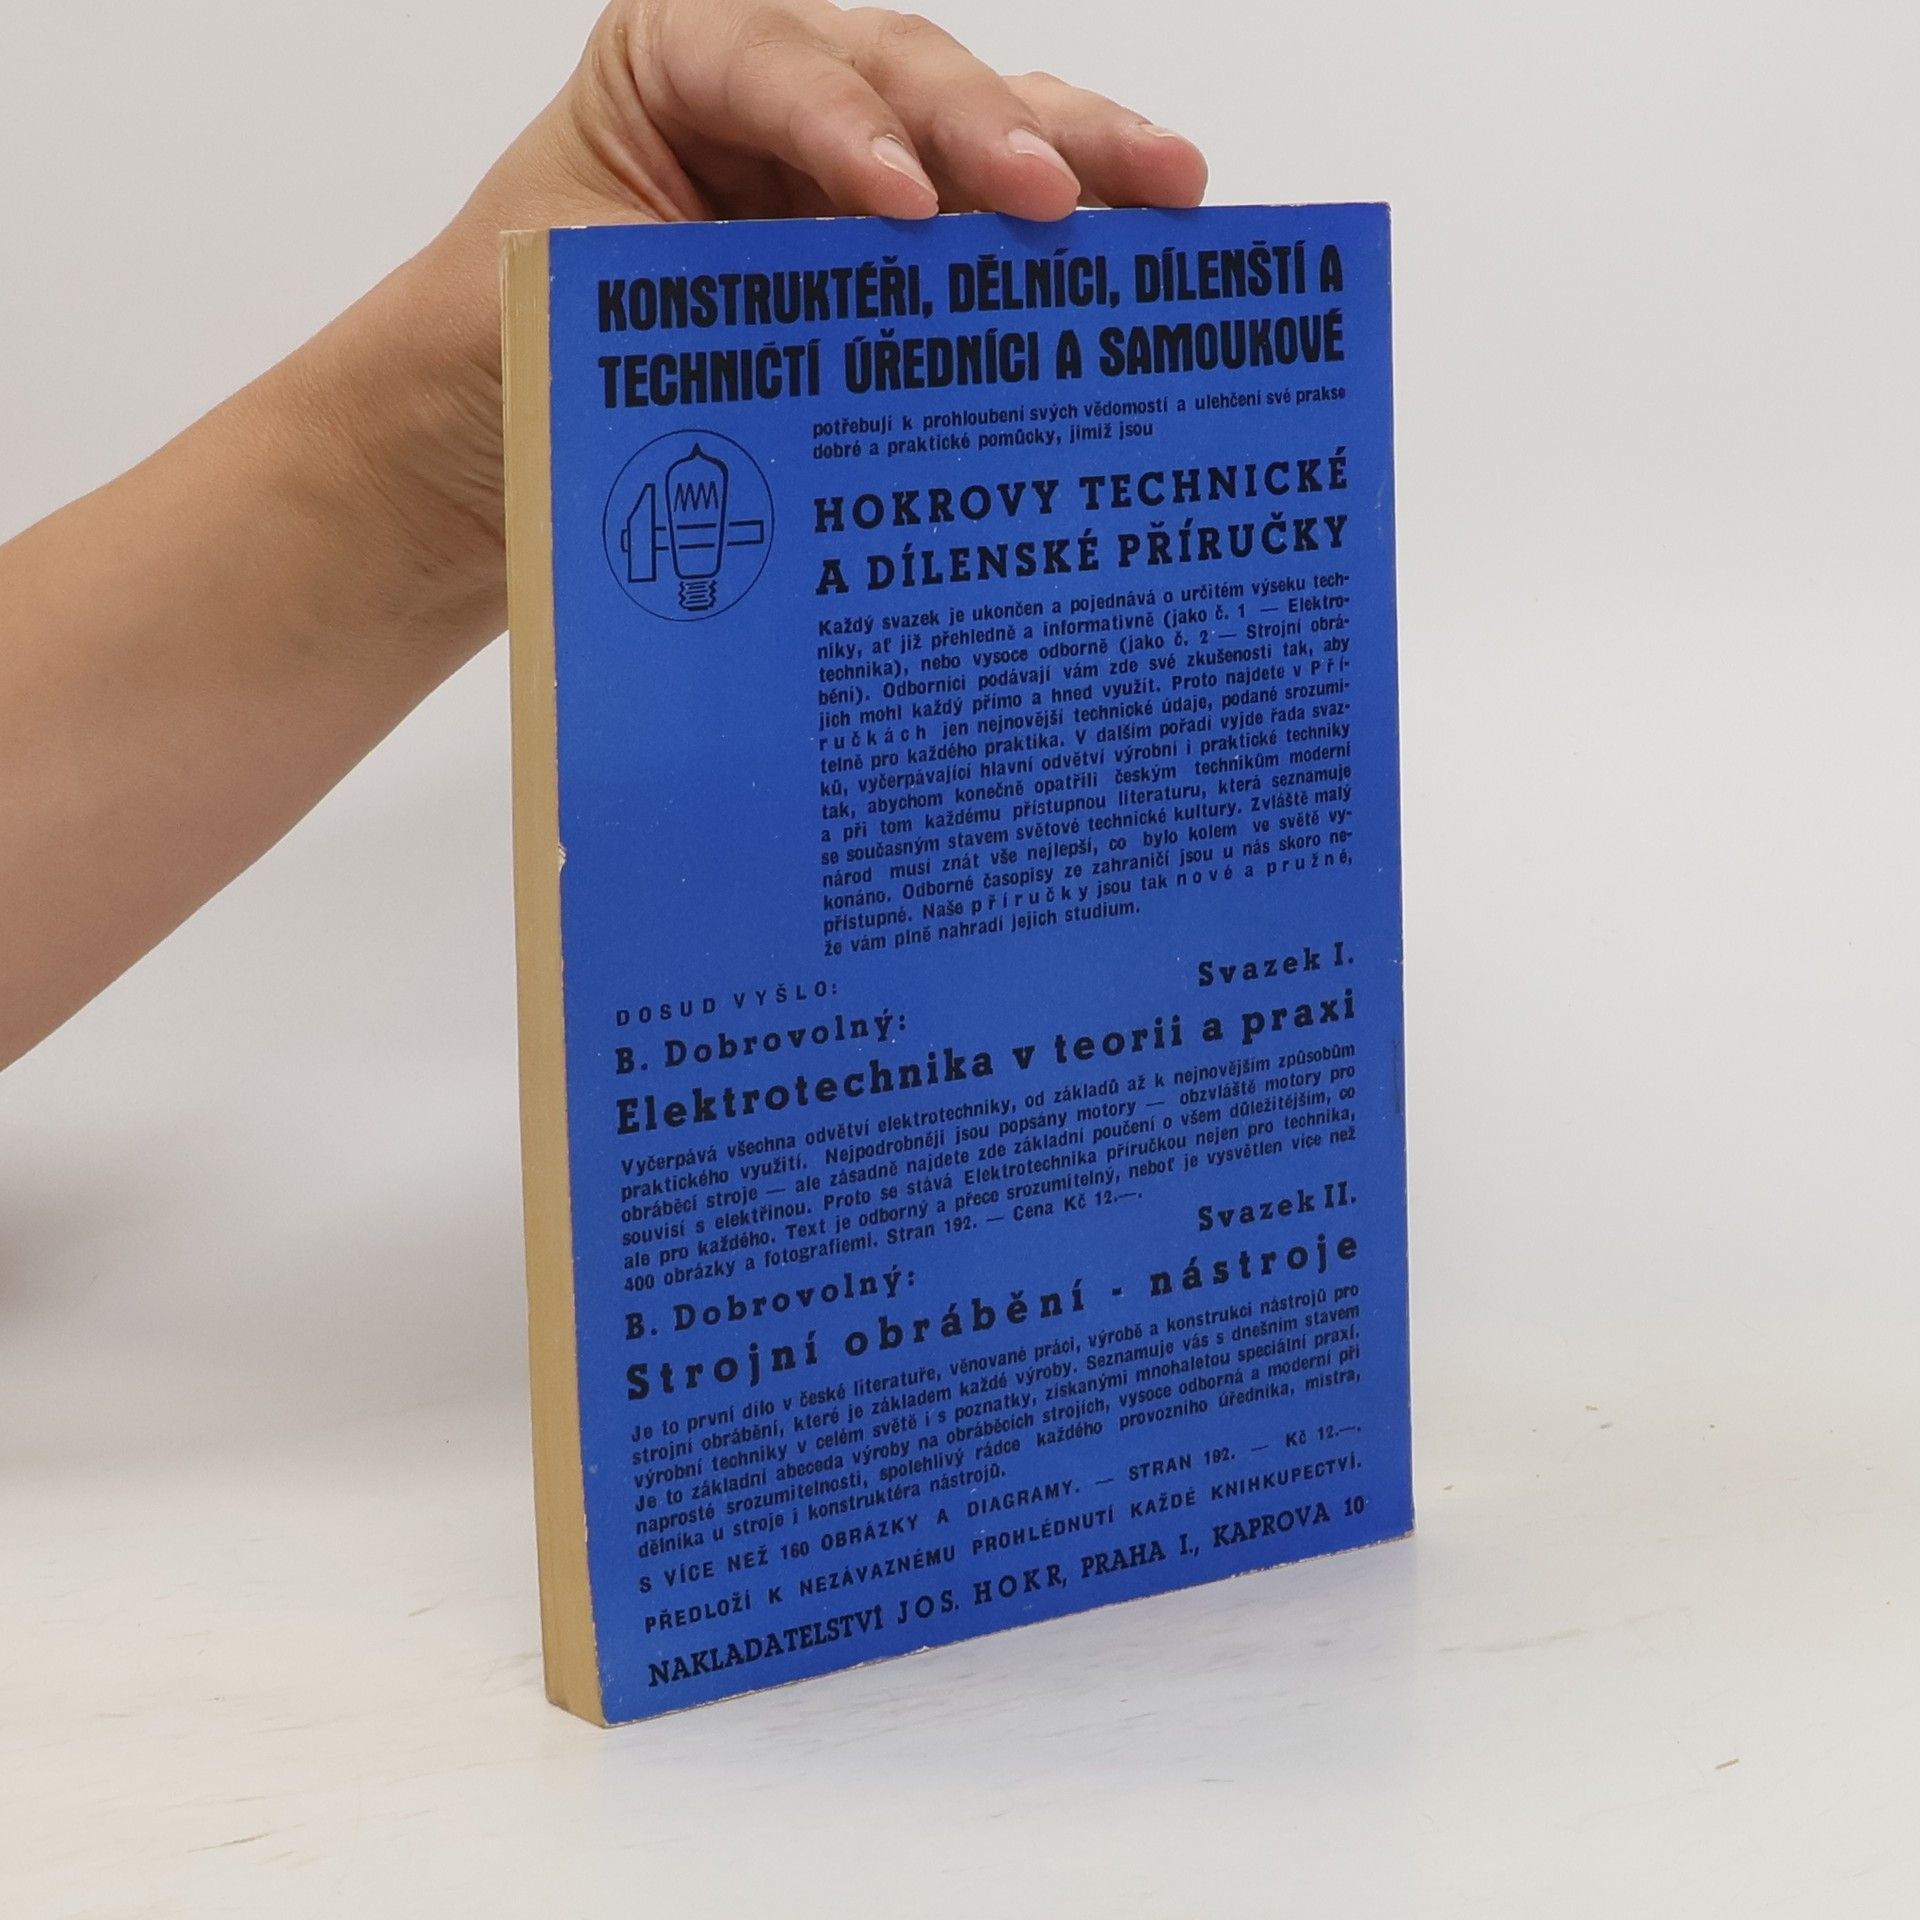 KONSTRUKTÉŘI, DĚLNÍCI, DÍLENŠTÍ A
TECHNIČTÍ ÚŘEDNÍCI A SAMOUKOVÉ
potřebují k prohloubení svých vědomostí a ulehčení své prakse
dobré a praktické pomůcky, jimiž jsou
HOKROVY TECHNICKÉ
A DÍLENSKÉ PŘÍRUČKY
Každý svazek je ukončen a pojednává o určitém výseku tech-
niky, ať již přehledně a informativně (jako č. 1 — Elektro-
technika), nebo vysoce odborně (jako č. 2 — Strojní obrá-
bění). Odborníci podávají vám zde své zkušenosti tak, aby
jich mohl každý přímo a hned využít. Proto najdete v Pří-
ručkách jen nejnovější technické údaje, podané srozumi-
telně pro každého praktika. V dalším pořadí vyjde řada svaz-
ků, vyčerpávající hlavní odvětví výrobní i praktické techniky
tak, abychom konečně opatřili českým technikům moderní
a při tom každému přístupnou literaturu, která seznamuje
se současným stavem světové technické kultury. Zvláště malý
národ musí znát vše nejlepší, co bylo kolem ve světě vy-
konáno. Odborné časopisy ze zahraničí jsou u nás skoro ne-
přístupné. Naše příručky jsou tak nové a pružné,
že vám plně nahradí jejich studium.
DOSUD VYŠLO:
Svazek I.
B. Dobrovolný:
Elektrotechnika v teorii a praxi
Vyčerpává všechna odvětví elektrotechniky, od základů až k nejnovějším způsobům
praktického využití. Nejpodrobněji jsou popsány motory — obzvláště motory pro
obráběcí stroje — ale zásadně najdete zde základní poučení o všem důležitějším, co
souvisí s elektřinou. Proto se stává Elektrotechnika příručkou nejen pro technika,
ale pro každého. Text je odborný a přece srozumitelný, neboť je vysvětlen více než
400 obrázky a fotografiemi. Stran 192. — Cena Kč 12.—.
Svazek II.
B. Dobrovolný:
Strojní obrábění - nástroje
Je to první dílo v české literatuře, věnované práci, výrobě a konstrukci nástrojů pro
strojní obrábění, které je základem každé výroby. Seznamuje vás s dnešním stavem
výrobní techniky v celém světě i s poznatky, získanými mnohaletou speciální praxí.
Je to základní abeceda výroby na obráběcích strojích, vysoce odborná a moderní při
naprosté srozumitelnosti, spolehlivý rádce každého provozního úředníka, mistra,
dělníka u stroje i konstruktéra nástrojů.
S VÍCE NEŽ 160 OBRÁZKY A DIAGRAMY. — STRAN 192. — Kč 12.—.
PŘEDLOŽÍ K NEZÁVAZNÉMU PROHLÉDNUTÍ KAŽDÉ KNIHKUPECTVÍ.
NAKLADATELSTVÍ JOS. HOKR, PRAHA I., KAPROVA 10